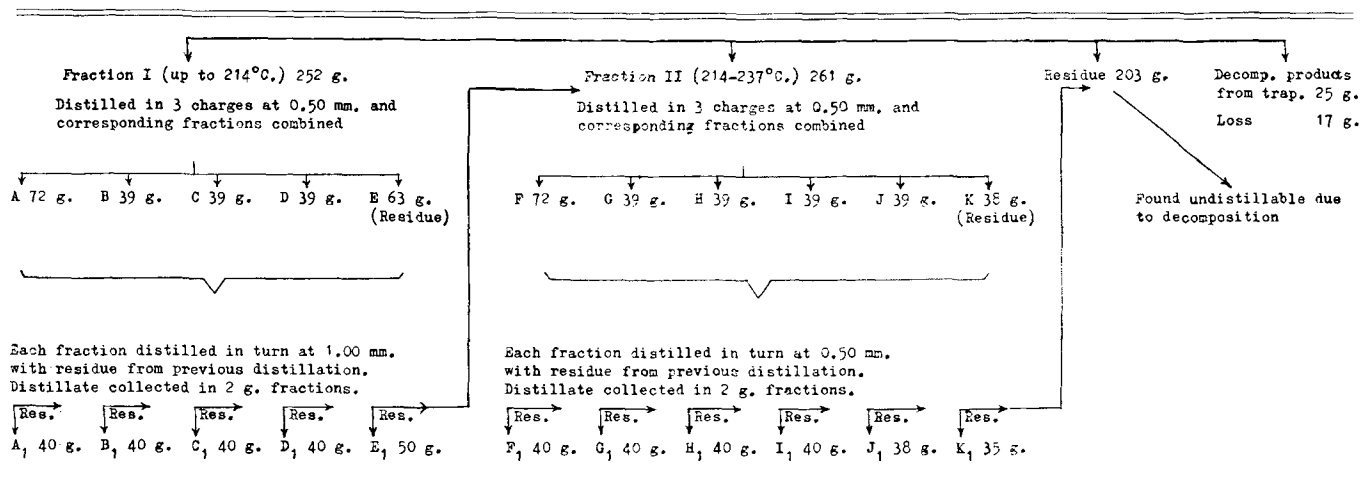 Fraction I (up to 214°C.) 252 g.
Distilled in 3 charges at 0.50 mm. and
corresponding fractions combined
Fraction II (214-237°C.) 261 g.
Distilled in 3 charges at 0.50 mm. and
corresponding fractions combined
Residue 203 g.
Decomp. products
from trap. 25 g.
Loss 17 g.
A 72 g. B 39 g. C 39 g. D 39 g. E 63 g.
(Residue)
F 72 g. G 39 g. H 39 g. I 39 g. J 39 g. K 38 g.
(Residue)
Found undistillable due
to decomposition
Each fraction distilled in turn at 1.00 mm.
with residue from previous distillation.
Distillate collected in 2 g. fractions.
Each fraction distilled in turn at 0.50 mm.
with residue from previous distillation.
Distillate collected in 2 g. fractions.
Res. Res. Res. Res. Res.
A₁ 40 g. B₁ 40 g. C₁ 40 g. D₁ 40 g. E₁ 50 g.
Res. Res. Res. Res. Res. Res.
F₁ 40 g. G₁ 40 g. H₁ 40 g. I₁ 40 g. J₁ 38 g. K₁ 35 g.